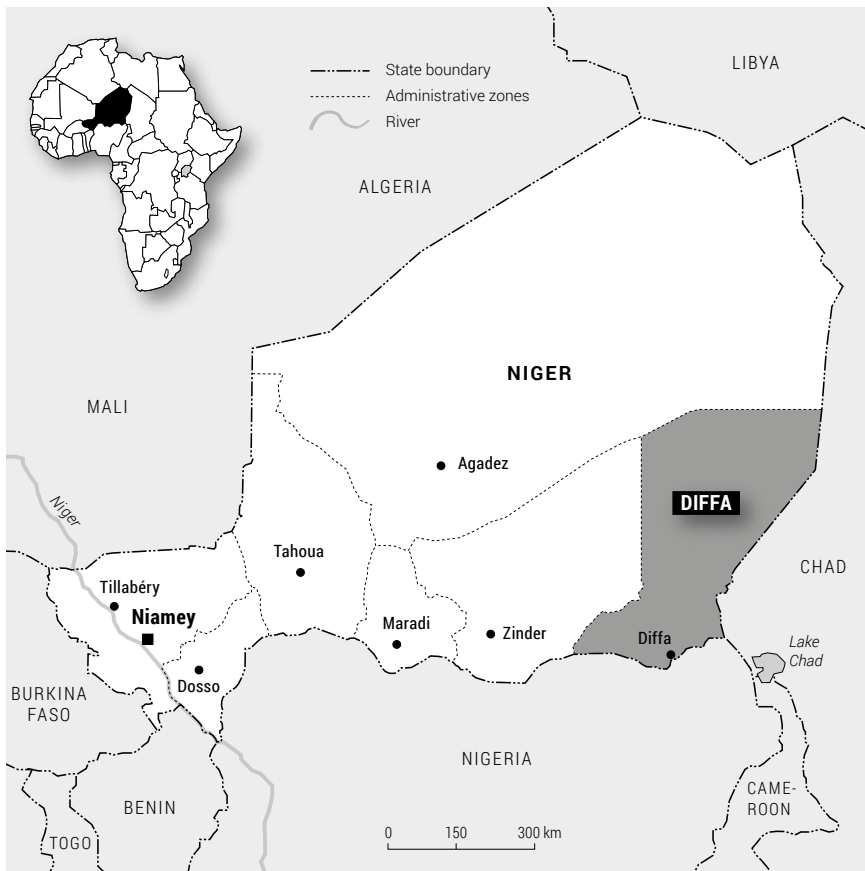 State boundary
Administrative zones
River
LIBYA
ALGERIA
NIGER
MALI
Agadez
DIFFA
Niger
Tahoua
CHAD
Tillabéry
Niamey
Maradi
Zinder
Diffa
Lake
Chad
Dosso
BURKINA
FASO
NIGERIA
BENIN
CAME-
ROON
TOGO
0 150 300 km